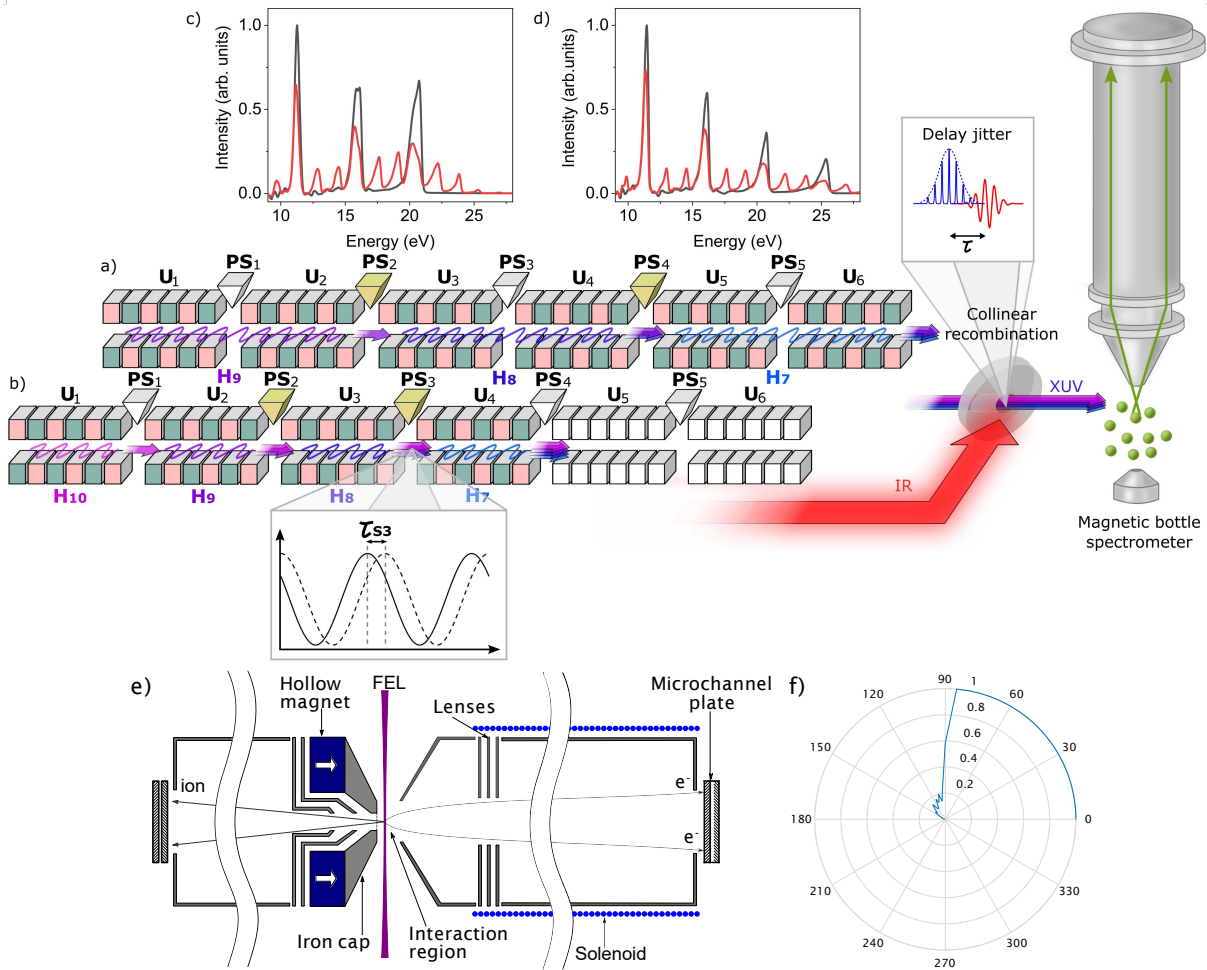 c)
Intensity (arb. units)
1.0
0.5
0.0
10
15
20
25
Energy (eV)
d)
Intensity (arb.units)
1.0
0.5
0.0
10
15
20
25
Energy (eV)
a)
U1
PS1
U2
PS2
U3
PS3
U4
PS4
U5
PS5
U6
H9
H8
H7
b)
U1
PS1
U2
PS2
U3
PS3
U4
PS4
U5
PS5
U6
H10
H9
H8
H7
τS3
Delay jitter
τ
Collinear
recombination
XUV
IR
Magnetic bottle
spectrometer
e)
Hollow
magnet
FEL
Lenses
Microchannel
plate
ion
e-
e-
Iron cap
Interaction
region
Solenoid
f)
90
1
120
60
0.8
150
0.6
30
0.4
0.2
180
0
210
330
240
300
270